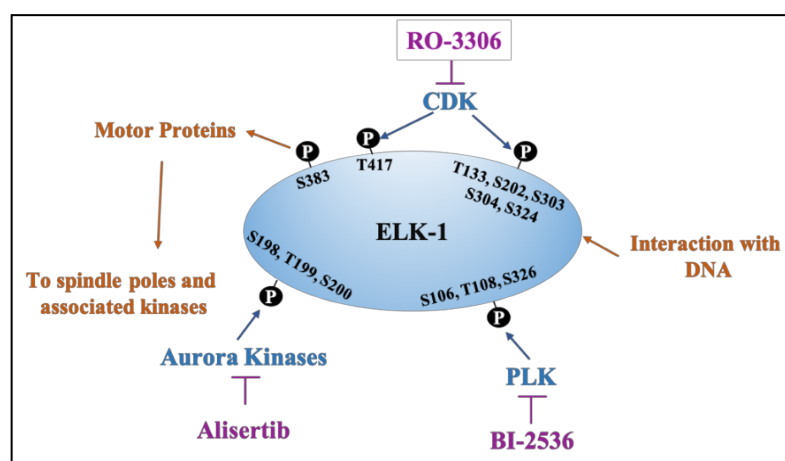 RO-3306
CDK
Motor Proteins
P
P
P
S383
T417
T133, S202, S303
S304, S324
ELK-1
Interaction with
DNA
To spindle poles and
associated kinases
S198, T199, S200
S106, T108, S326
P
P
Aurora Kinases
PLK
Alisertib
BI-2536